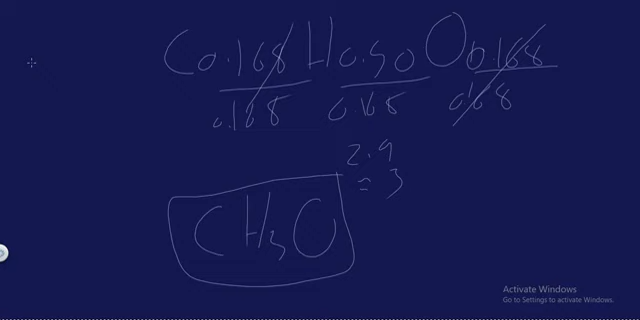 C0.168 H0.50 O0.168
0.168 0.168 0.168
2.9
≈ 3
CH3O
Activate Windows
Go to Settings to activate Windows.